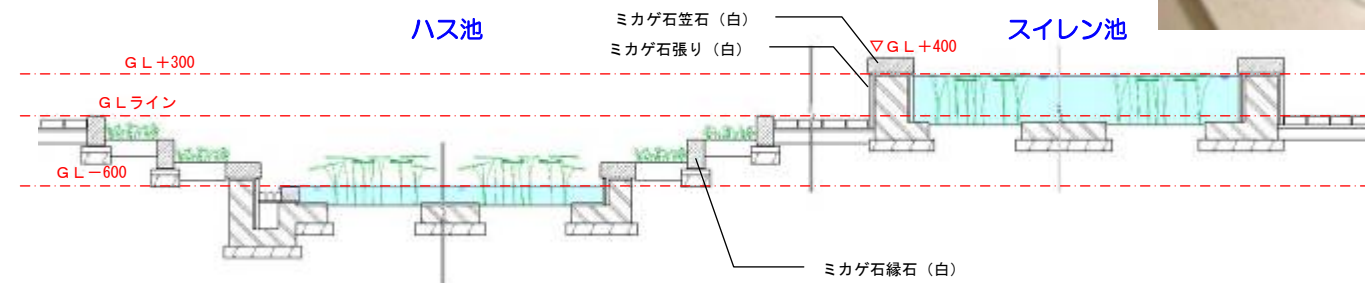 ハス池
ミカゲ石笠石（白）
スイレン池
ミカゲ石張り（白）
▽ＧＬ＋400
ＧＬ＋300
ＧＬライン
ＧＬ－600
ミカゲ石縁石（白）